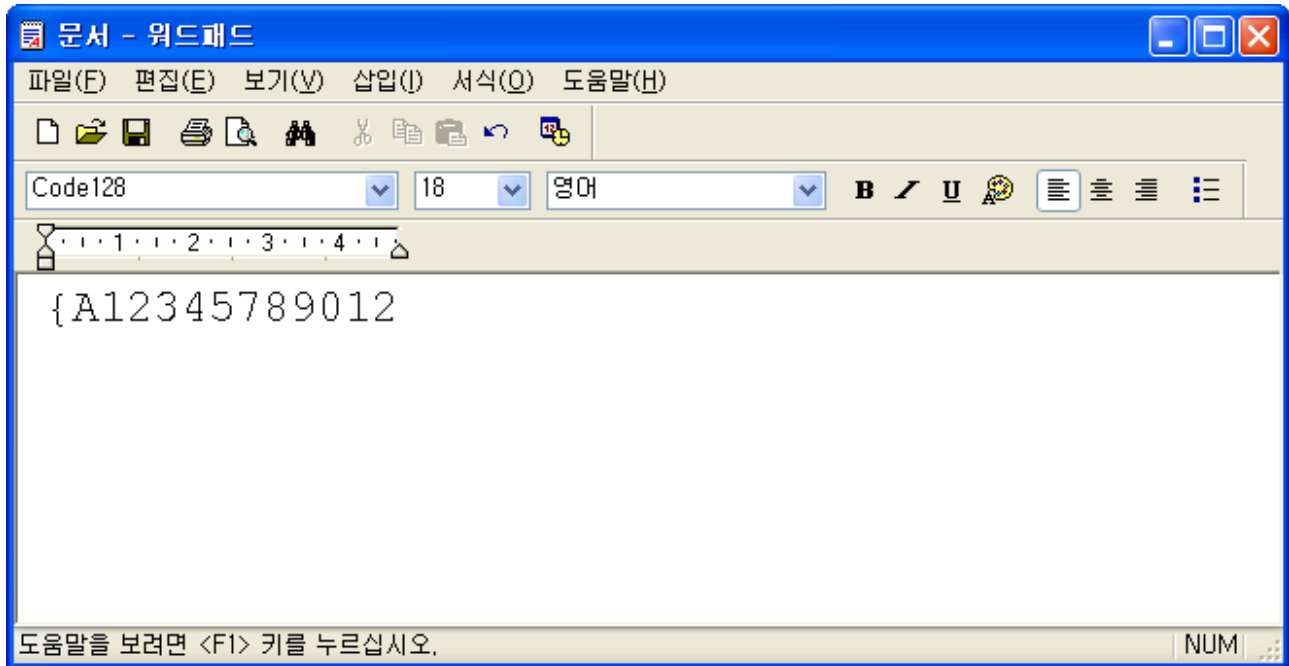 문서 - 워드패드
파일(F) 편집(E) 보기(V) 삽입(I) 서식(O) 도움말(H)
Code128 18 영어 B / U
1 2 3 4
{A12345789012
도움말을 보려면 <F1> 키를 누르십시오.
NUM